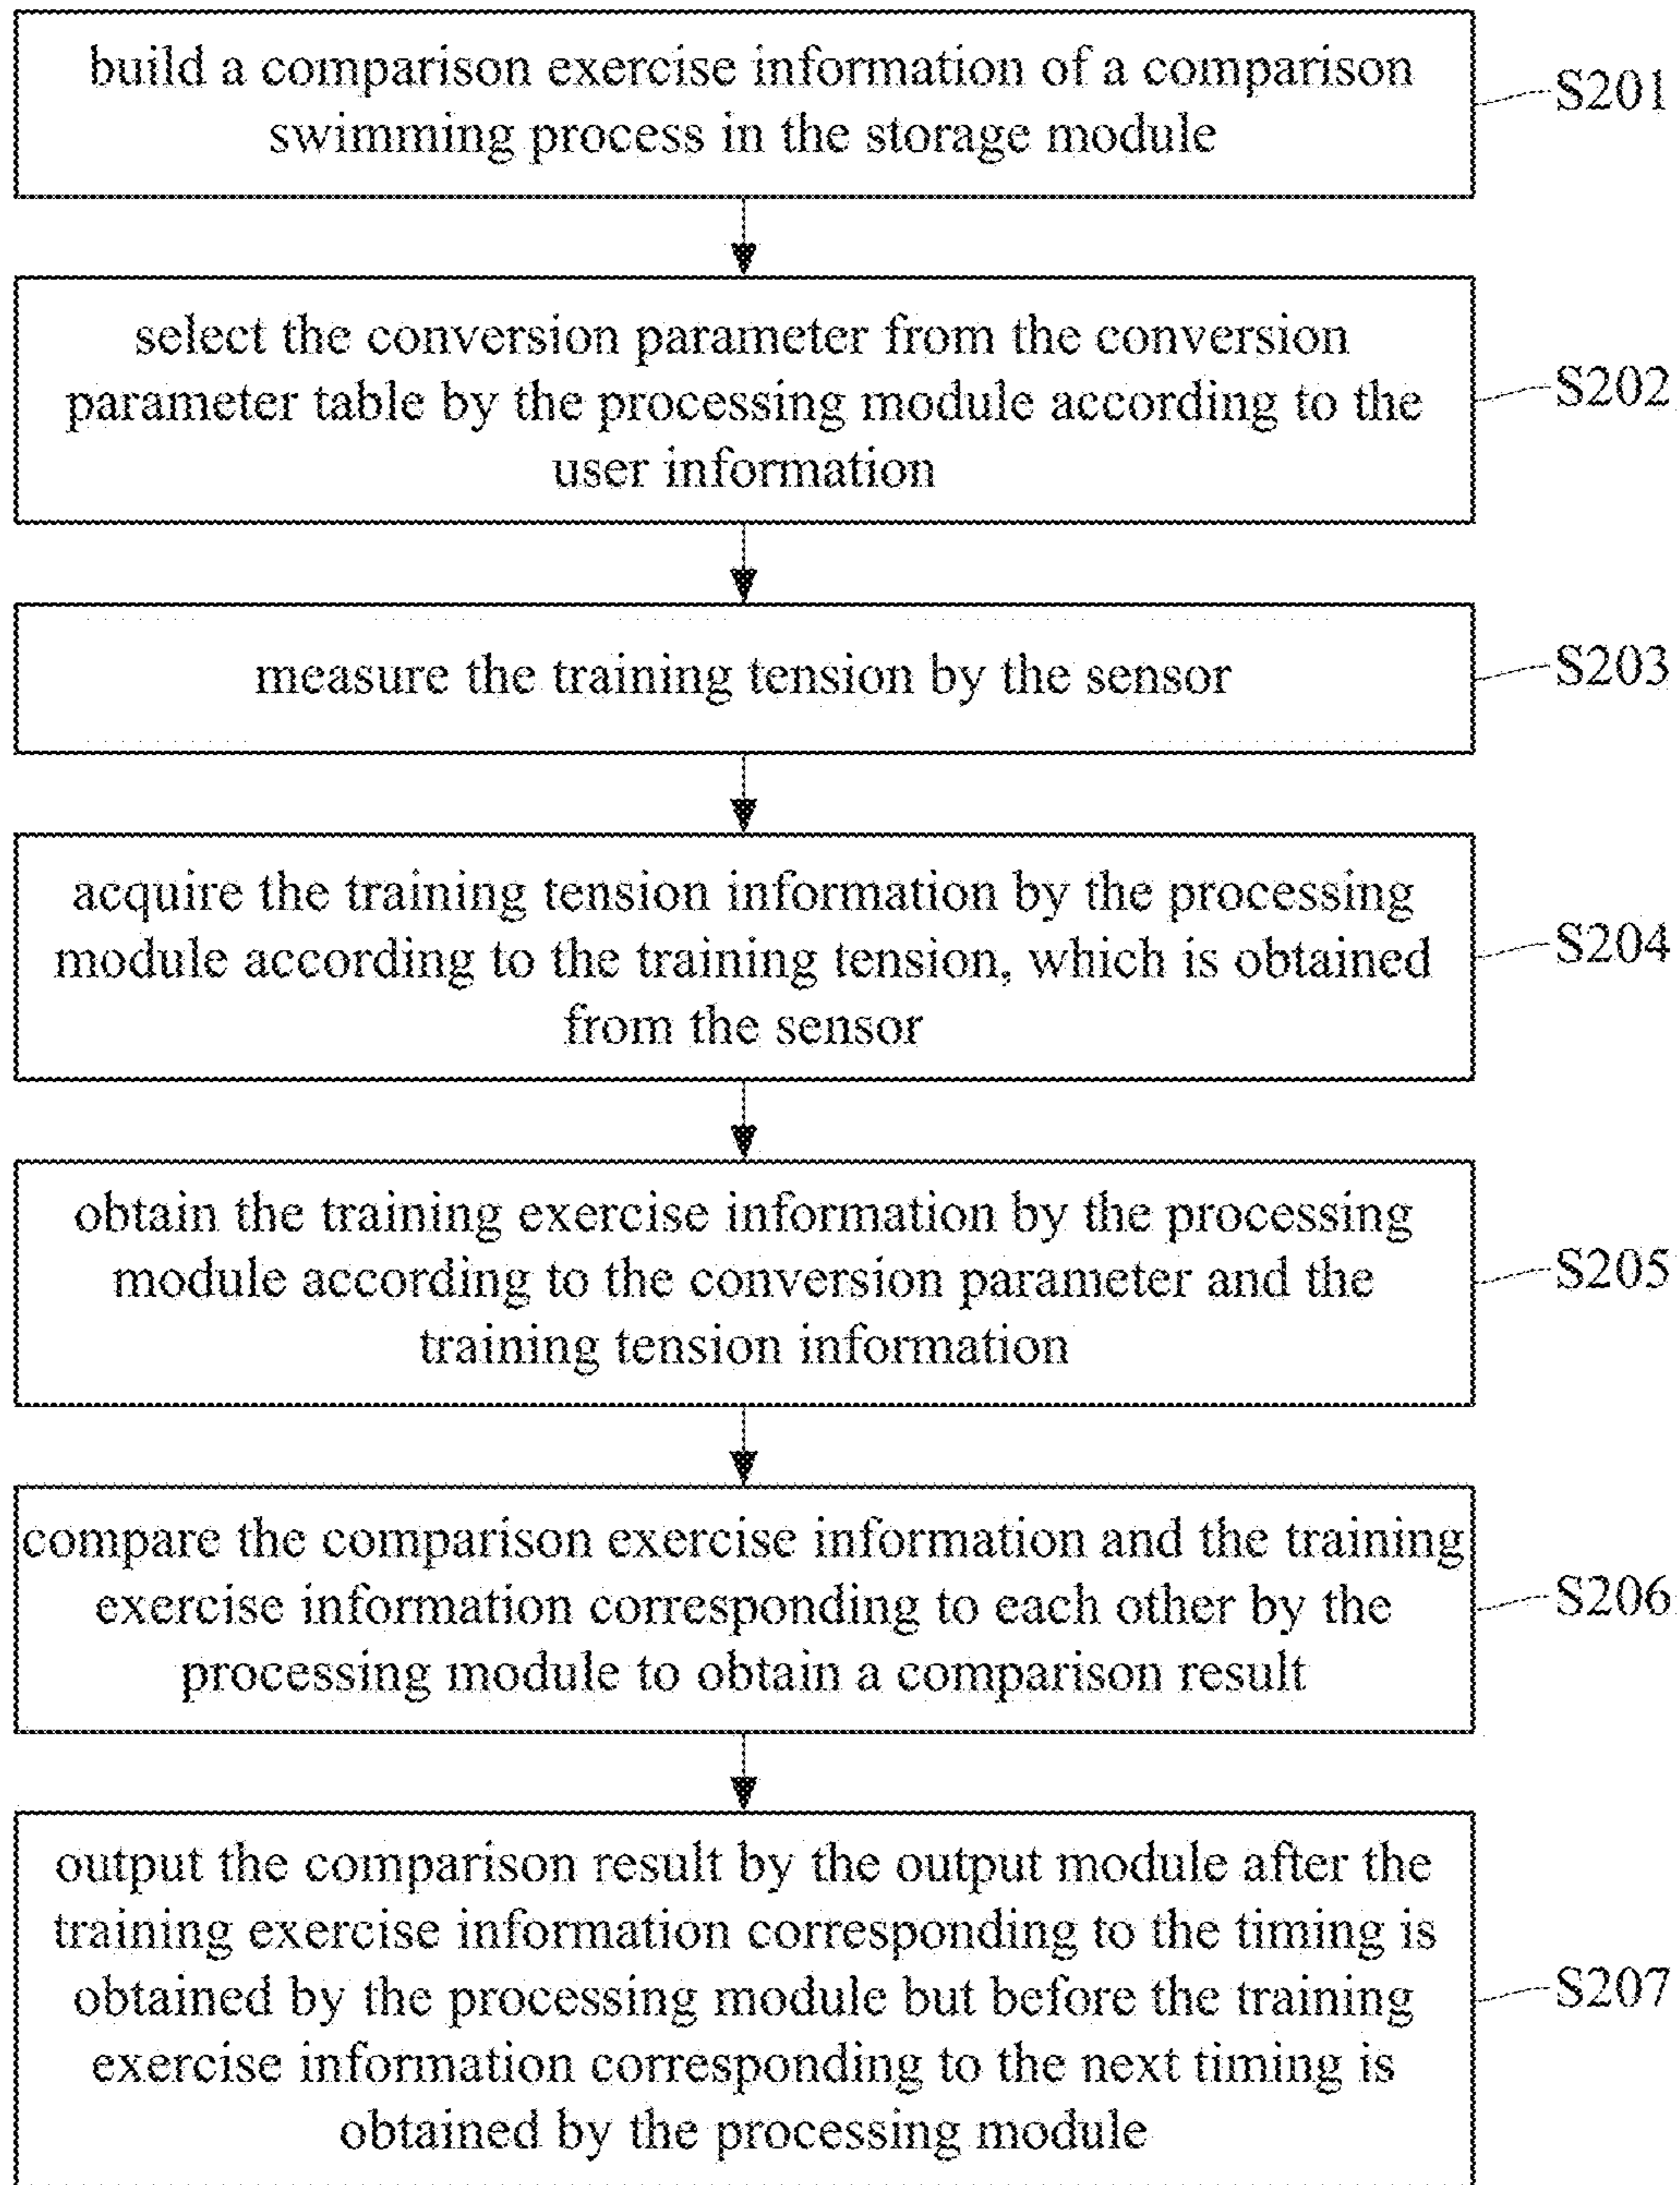 build a comparison exercise information of a comparison
swimming process in the storage module
S201
select the conversion parameter from the conversion
parameter table by the processing module according to the
user information
S202
measure the training tension by the sensor
S203
acquire the training tension information by the processing
module according to the training tension, which is obtained
from the sensor
S204
obtain the training exercise information by the processing
module according to the conversion parameter and the
training tension information
S205
compare the comparison exercise information and the training
exercise information corresponding to each other by the
processing module to obtain a comparison result
S206
output the comparison result by the output module after the
training exercise information corresponding to the timing is
obtained by the processing module but before the training
exercise information corresponding to the next timing is
obtained by the processing module
S207